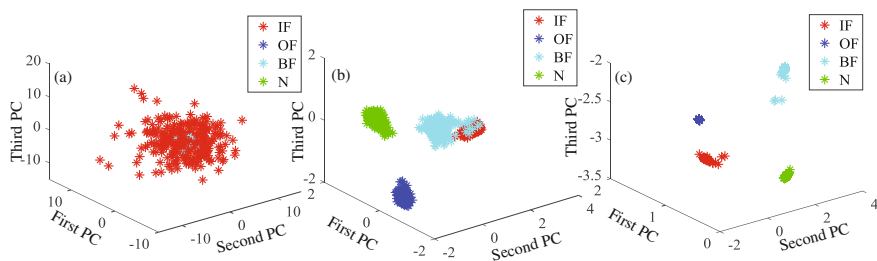 (a)
IF
OF
BF
N
20
10
0
10
Third PC
10
0
-10
First PC
-10
0
10
Second PC
(b)
IF
OF
BF
N
2
0
-2
Third PC
2
0
-2
First PC
-2
0
2
4
Second PC
(c)
IF
OF
BF
N
-2
-2.5
-3
-3.5
Third PC
2
1
0
First PC
-2
0
2
4
Second PC